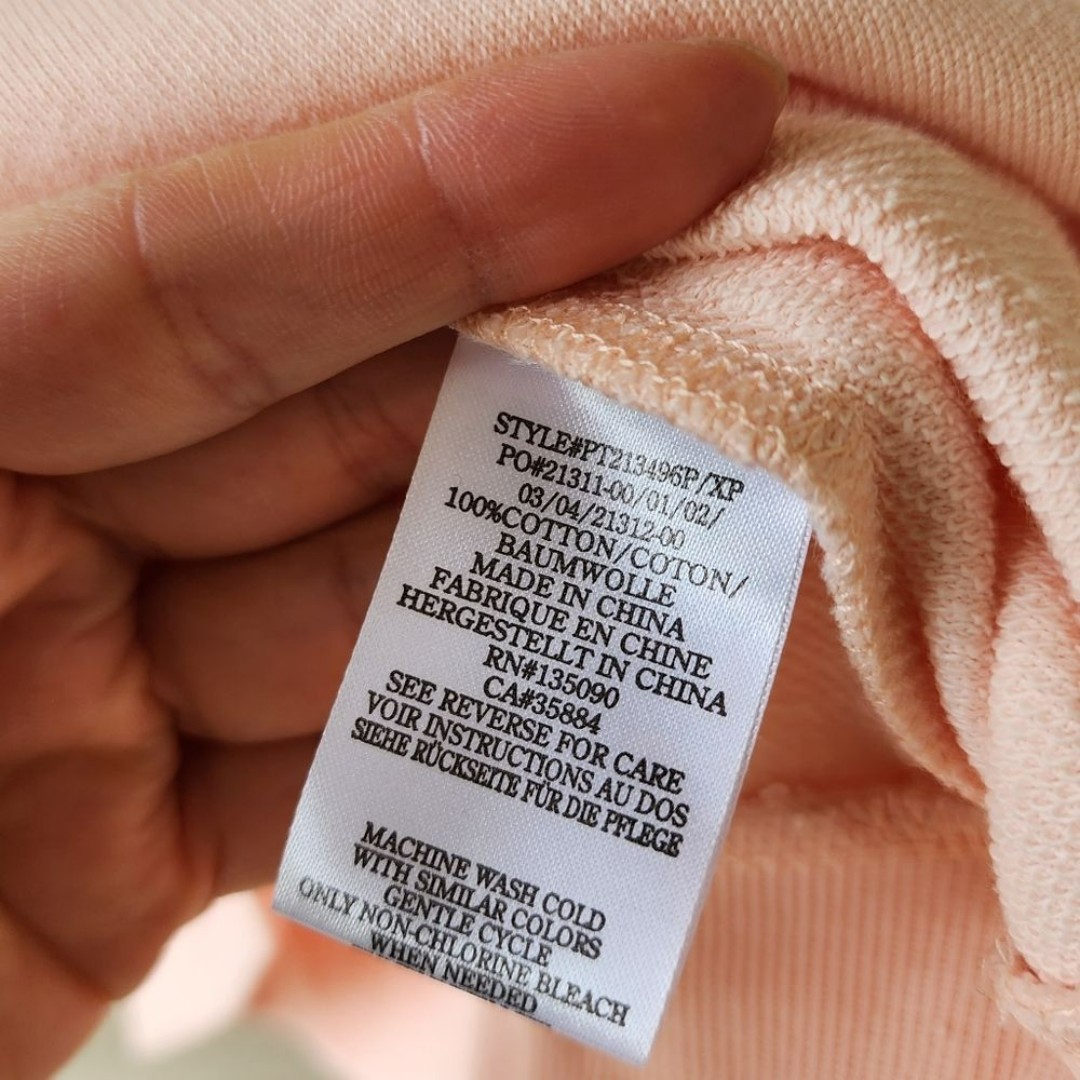 STYLE#PT213496P/XP
PO#21311-00/01/02/
03/04/21312-00
100%COTTON/COTON/
BAUMWOLLE
MADE IN CHINA
FABRIQUE EN CHINE
HERGESTELLT IN CHINA
RN#135090
CA#35884
SEE REVERSE FOR CARE
VOIR INSTRUCTIONS AU DOS
SIEHE RÜCKSEITE FÜR DIE PFLEGE
MACHINE WASH COLD
WITH SIMILAR COLORS
GENTLE CYCLE
ONLY NON-CHLORINE BLEACH
WHEN NEEDED